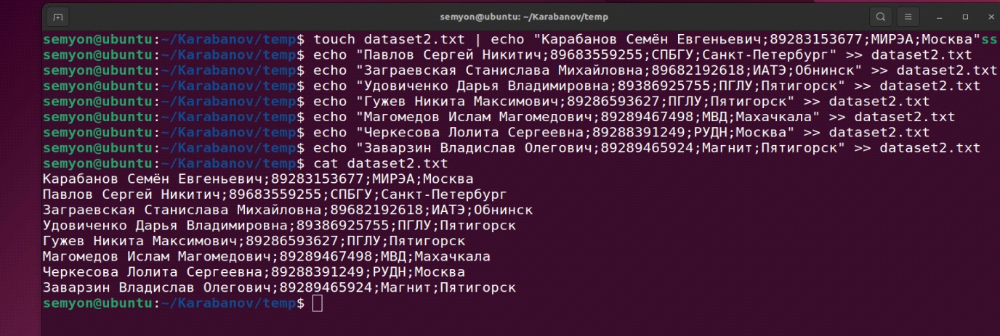 semyon@ubuntu: ~/Karabanov/temp
semyon@ubuntu:~/Karabanov/temp$ touch dataset2.txt | echo "Карабанов Семён Евгеньевич;89283153677;МИРЭА;Москва"ss
semyon@ubuntu:~/Karabanov/temp$ echo "Павлов Сергей Никитич;89683559255;СПБГУ;Санкт-Петербург" >> dataset2.txt
semyon@ubuntu:~/Karabanov/temp$ echo "Заграевская Станислава Михайловна;89682192618;ИАТЭ;Обнинск" >> dataset2.txt
semyon@ubuntu:~/Karabanov/temp$ echo "Удовиченко Дарья Владимировна;89386925755;ПГЛУ;Пятигорск" >> dataset2.txt
semyon@ubuntu:~/Karabanov/temp$ echo "Гужев Никита Максимович;89286593627;ПГЛУ;Пятигорск" >> dataset2.txt
semyon@ubuntu:~/Karabanov/temp$ echo "Магомедов Ислам Магомедович;89289467498;МВД;Махачкала" >> dataset2.txt
semyon@ubuntu:~/Karabanov/temp$ echo "Черкесова Лолита Сергеевна;89288391249;РУДН;Москва" >> dataset2.txt
semyon@ubuntu:~/Karabanov/temp$ echo "Заварзин Владислав Олегович;89289465924;Магнит;Пятигорск" >> dataset2.txt
semyon@ubuntu:~/Karabanov/temp$ cat dataset2.txt
Карабанов Семён Евгеньевич;89283153677;МИРЭА;Москва
Павлов Сергей Никитич;89683559255;СПБГУ;Санкт-Петербург
Заграевская Станислава Михайловна;89682192618;ИАТЭ;Обнинск
Удовиченко Дарья Владимировна;89386925755;ПГЛУ;Пятигорск
Гужев Никита Максимович;89286593627;ПГЛУ;Пятигорск
Магомедов Ислам Магомедович;89289467498;МВД;Махачкала
Черкесова Лолита Сергеевна;89288391249;РУДН;Москва
Заварзин Владислав Олегович;89289465924;Магнит;Пятигорск
semyon@ubuntu:~/Karabanov/temp$